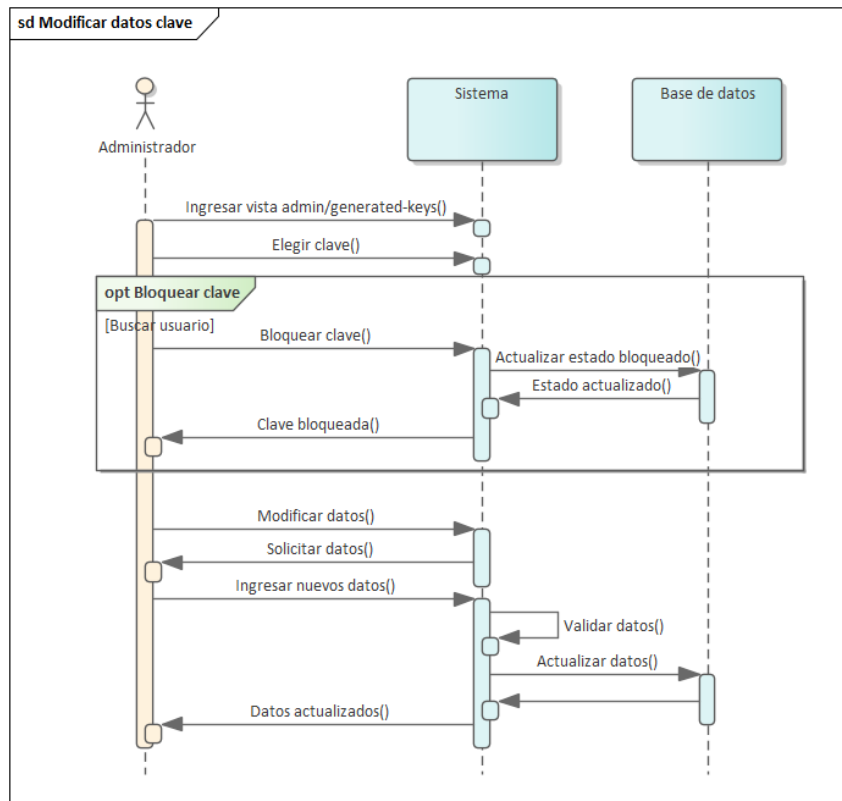 sd Modificar datos clave
Administrador
Sistema
Base de datos
Ingresar vista admin/generated-keys()
Elegir clave()
opt Bloquear clave
[Buscar usuario]
Bloquear clave()
Actualizar estado bloqueado()
Estado actualizado()
Clave bloqueada()
Modificar datos()
Solicitar datos()
Ingresar nuevos datos()
Validar datos()
Actualizar datos()
Datos actualizados()